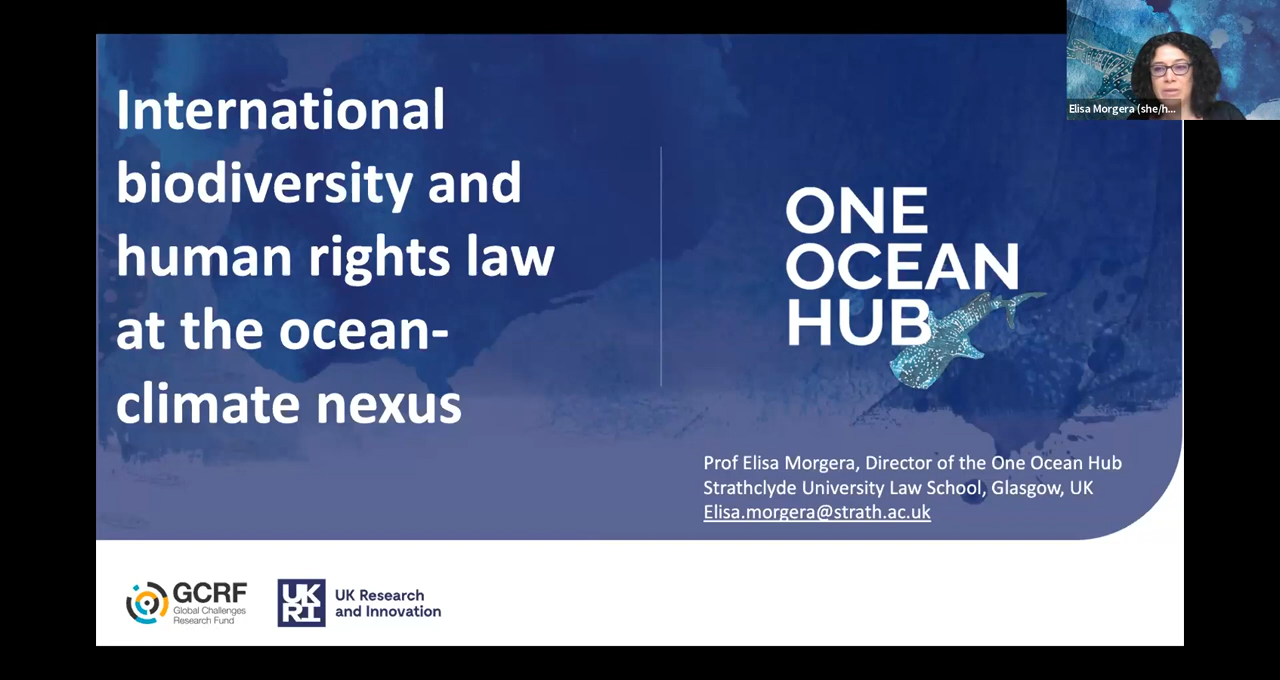 International
biodiversity and
human rights law
at the ocean-
climate nexus
ONE
OCEAN
HUB
Prof Elisa Morgera, Director of the One Ocean Hub
Strathclyde University Law School, Glasgow, UK
Elisa.morgera@strath.ac.uk
GCRF
Global Challenges
Research Fund
UK
RI
UK Research
and Innovation
Elisa Morgera (she/h...